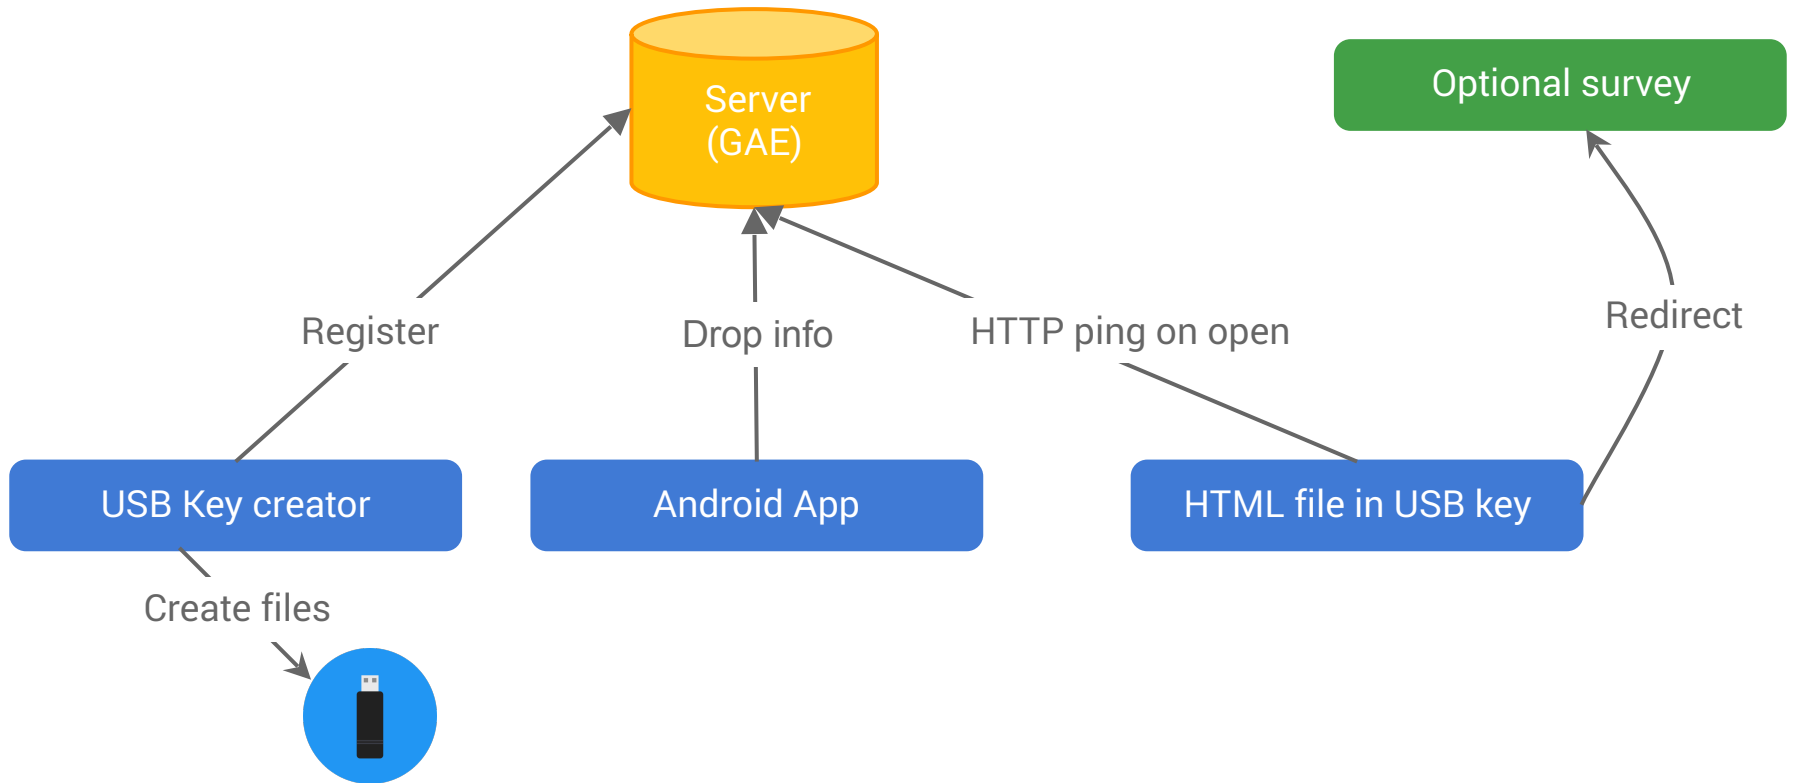 Server
(GAE)
Optional survey
Register
Drop info
HTTP ping on open
Redirect
USB Key creator
Android App
HTML file in USB key
Create files